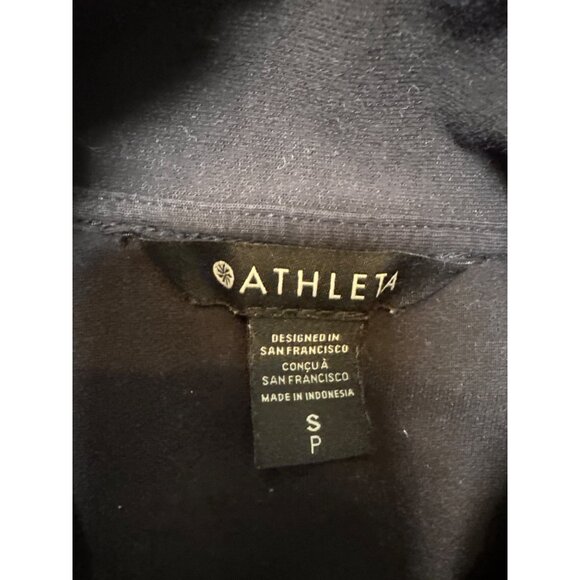 ATHLETA
DESIGNED IN
SAN FRANCISCO
CONÇU À
SAN FRANCISCO
MADE IN INDONESIA
S
P